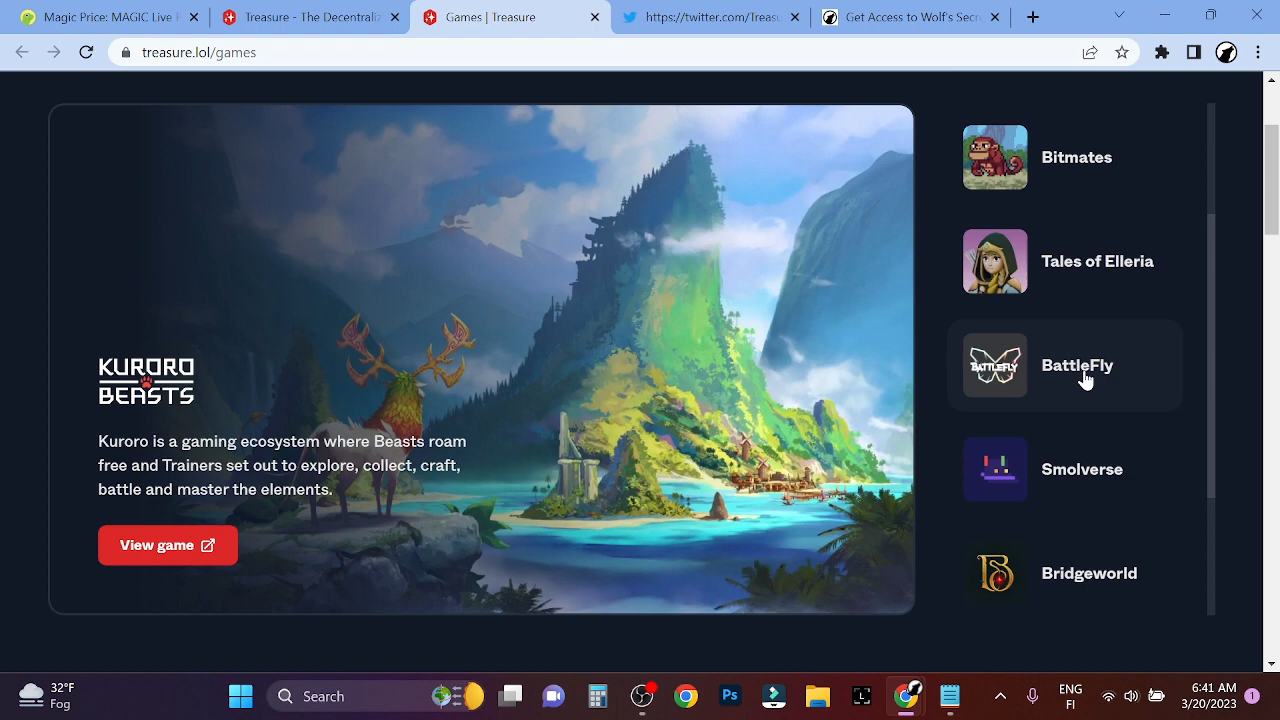 Magic Price: MAGIC Live
Treasure - The Decentraliz
Games | Treasure
https://twitter.com/Treasu
Get Access to Wolf's Secre
treasure.lol/games
Bitmates
Tales of Elleria
BATTLEFLY
BattleFly
Smolverse
Bridgeworld
KURORO
BEASTS
Kuroro is a gaming ecosystem where Beasts roam
free and Trainers set out to explore, collect, craft,
battle and master the elements.
View game
32°F
Fog
Search
Ps
L
ENG
FI
6:41 AM
3/20/2023
1